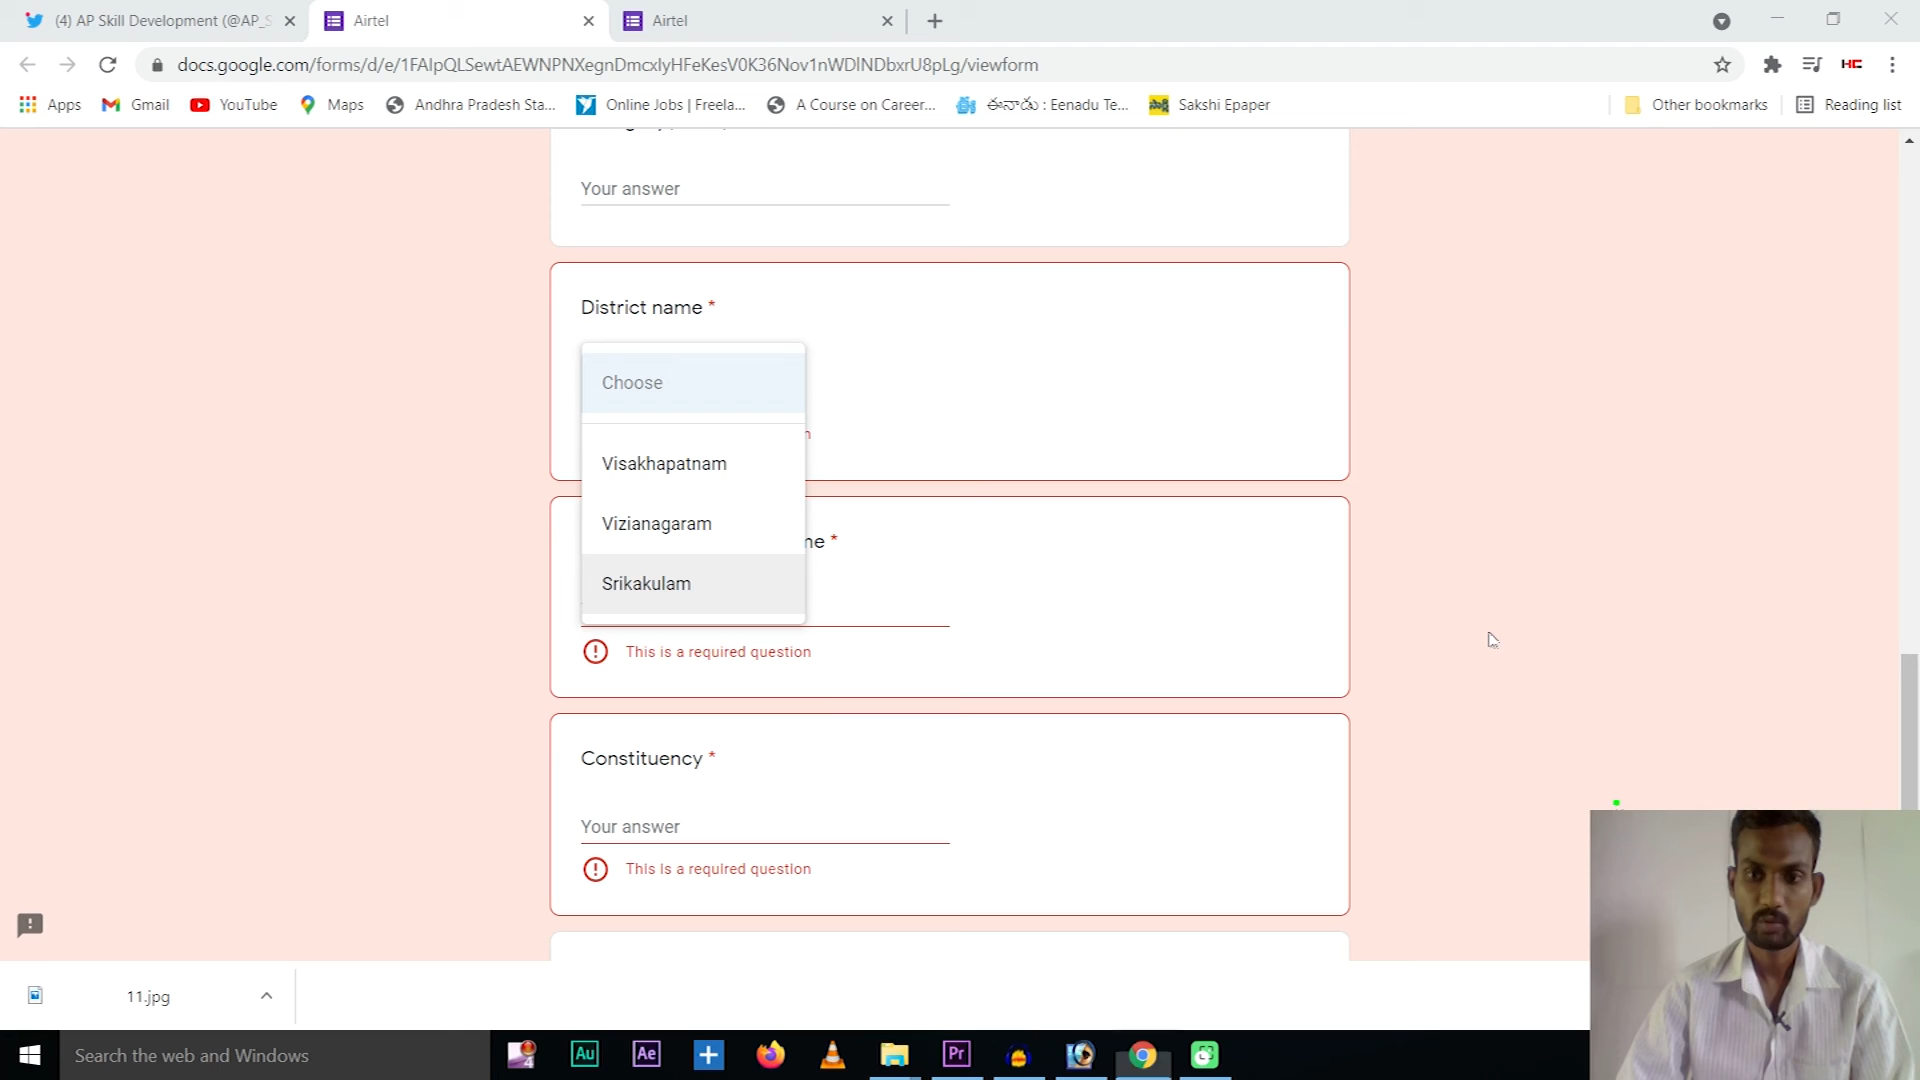 (4) AP Skill Development (@AP_S
Airtel
Airtel
docs.google.com/forms/d/e/1FAIpQLSewtAEWNPNXegnDmcxIyHFeKesV0K36Nov1nWDlNDbxrU8pLg/viewform
Apps
Gmail
YouTube
Maps
Andhra Pradesh Sta...
Online Jobs | Freela...
A Course on Career...
ఈనాడు : Eenadu Te...
Sakshi Epaper
Other bookmarks
Reading list
Your answer
District name *
Choose
Visakhapatnam
Vizianagaram
Srikakulam
me *
This is a required question
Constituency *
Your answer
This is a required question
11.jpg
Search the web and Windows
4
Au
Ae
Pr